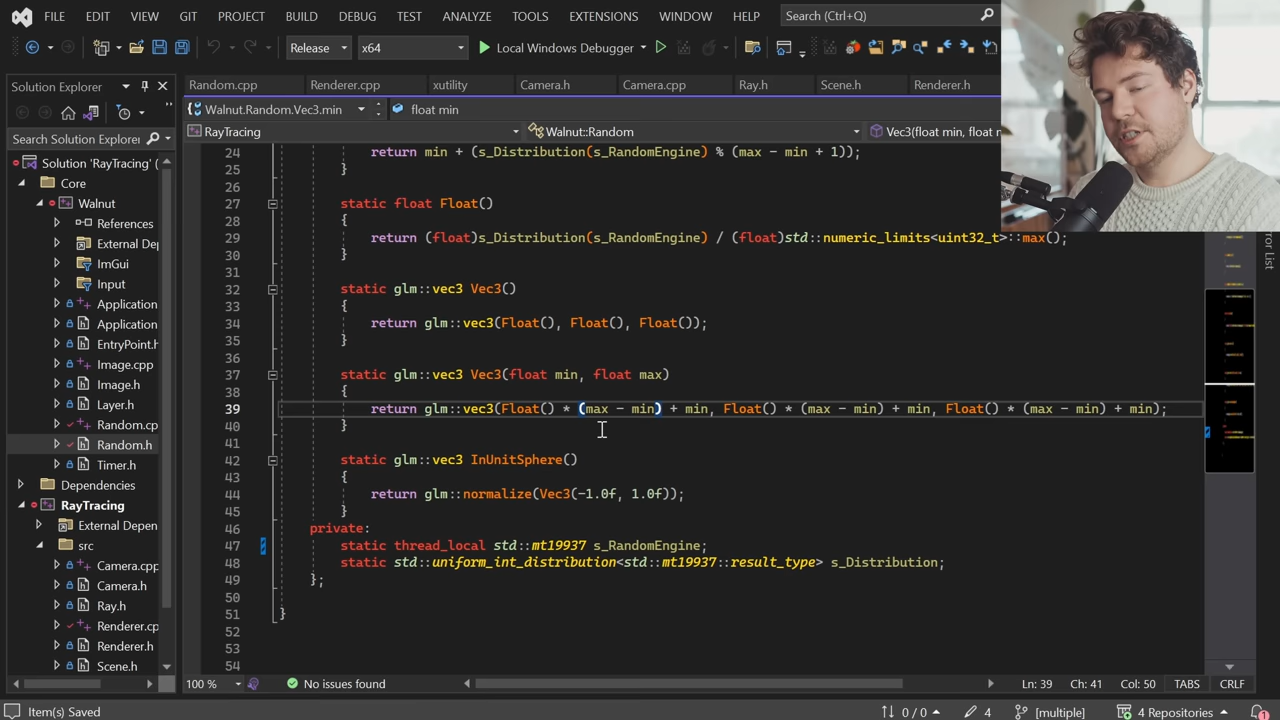 FILE EDIT VIEW GIT PROJECT BUILD DEBUG TEST ANALYZE TOOLS EXTENSIONS WINDOW HELP Search (Ctrl+Q)
Release x64 Local Windows Debugger
Solution Explorer
Random.cpp Renderer.cpp xutility Camera.h Camera.cpp Ray.h Scene.h Renderer.h
Walnut.Random.Vec3.min float min
RayTracing Walnut::Random Vec3(float min, float m
Search Solution Explorer
Solution 'RayTracing'
Core
Walnut
References
External De
ImGui
Input
Application
Application
EntryPoint.h
Image.cpp
Image.h
Layer.h
Random.cp
Random.h
Timer.h
Dependencies
RayTracing
External Depen
src
Camera.cpp
Camera.h
Ray.h
Renderer.cp
Renderer.h
Scene.h
24 return min + (s_Distribution(s_RandomEngine) % (max - min + 1));
25 }
26
27 static float Float()
28 {
29 return (float)s_Distribution(s_RandomEngine) / (float)std::numeric_limits<uint32_t>::max();
30 }
31
32 static glm::vec3 Vec3()
33 {
34 return glm::vec3(Float(), Float(), Float());
35 }
36
37 static glm::vec3 Vec3(float min, float max)
38 {
39 return glm::vec3(Float() * (max - min) + min, Float() * (max - min) + min, Float() * (max - min) + min);
40 }
41
42 static glm::vec3 InUnitSphere()
43 {
44 return glm::normalize(Vec3(-1.0f, 1.0f));
45 }
46 private:
47 static thread_local std::mt19937 s_RandomEngine;
48 static std::uniform_int_distribution<std::mt19937::result_type> s_Distribution;
49 };
50
51 }
52
53
54
ror List
100 % No issues found Ln: 39 Ch: 41 Col: 50 TABS CRLF
Item(s) Saved 0 / 0 4 [multiple] 4 Repositories 1